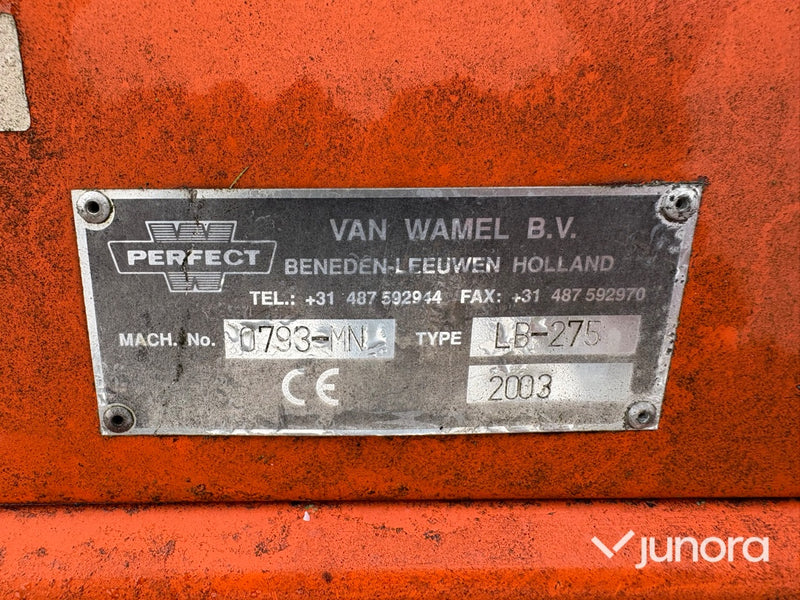 VAN WAMEL B.V.
PERFECT
W
BENEDEN-LEEUWEN HOLLAND
TEL.: +31 487 592944 FAX: +31 487 592970
MACH. No. 0793-MN TYPE LB-275
CE 2003
junora